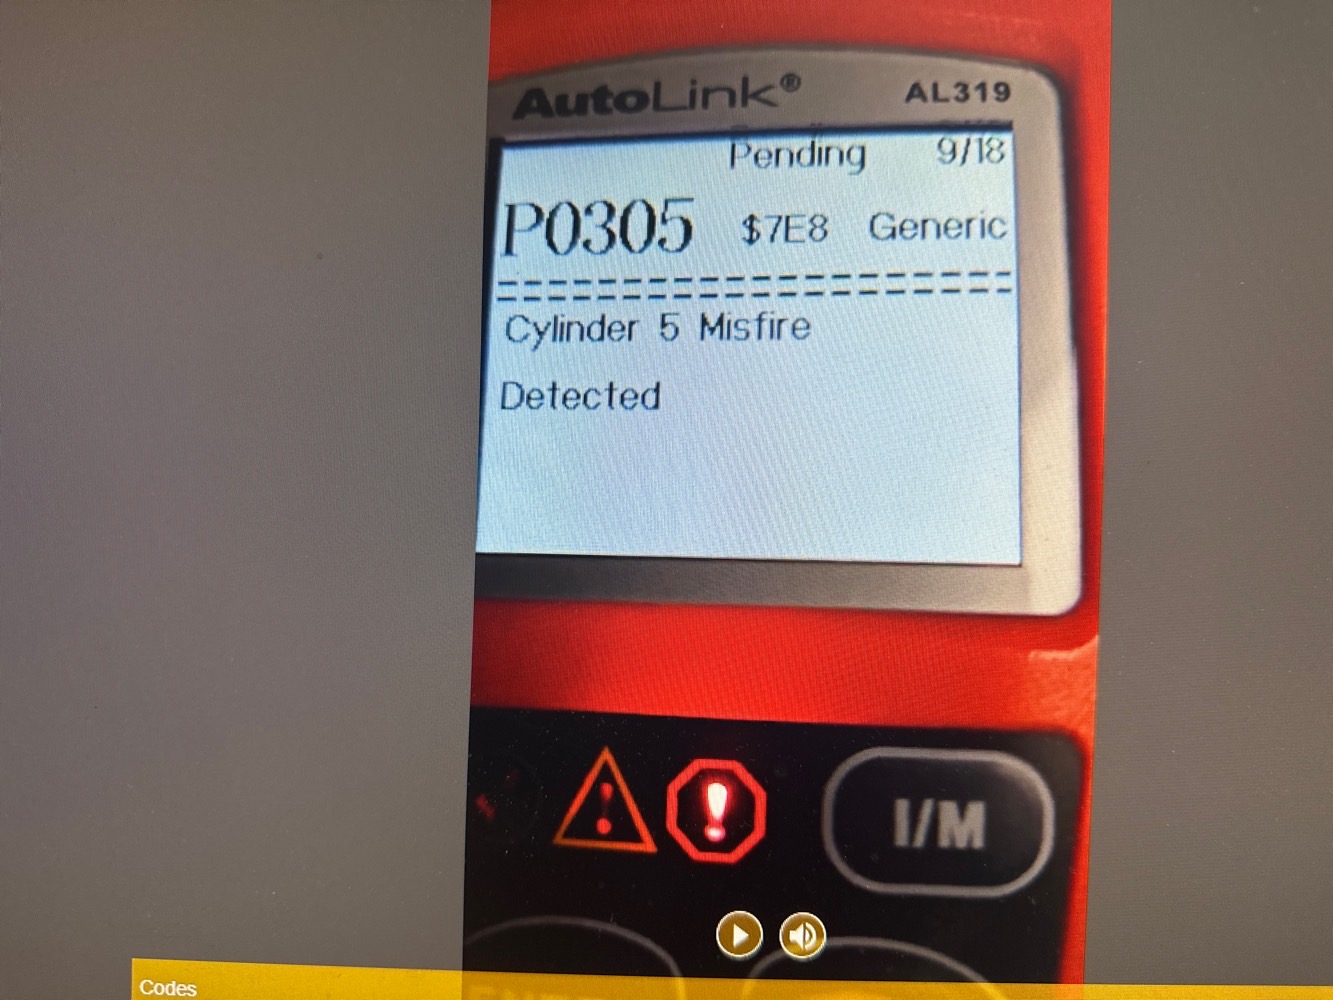 AutoLink® AL319
Pending 9/18
P0305 $7E8 Generic
====================
Cylinder 5 Misfire
Detected
I/M
Codes